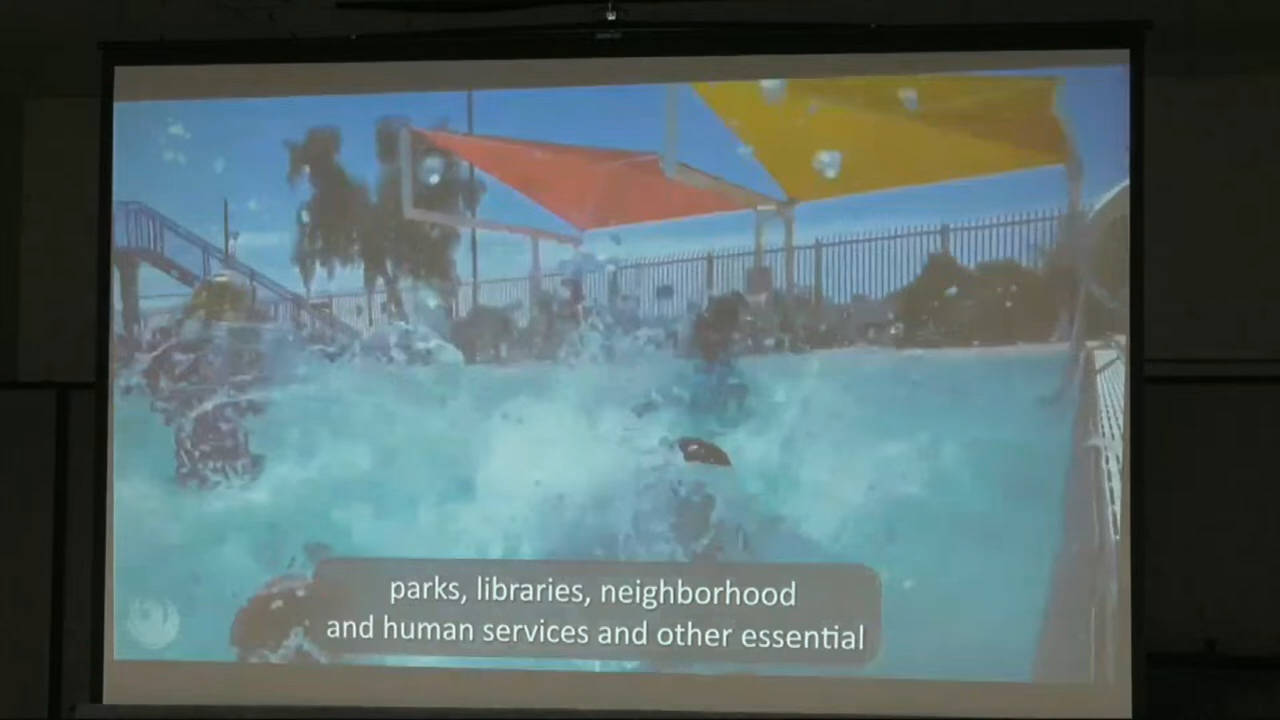 parks, libraries, neighborhood
and human services and other essential